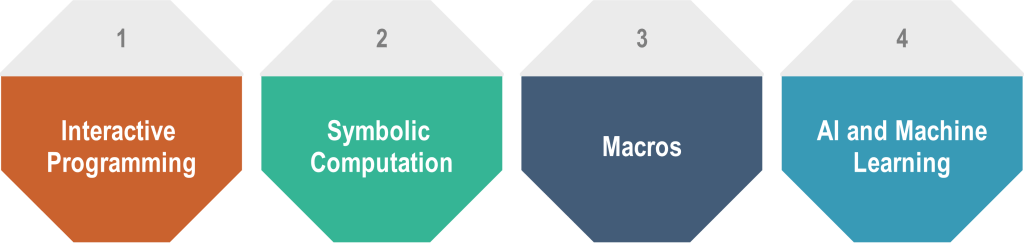 1
Interactive
Programming
2
Symbolic
Computation
3
Macros
4
AI and Machine
Learning